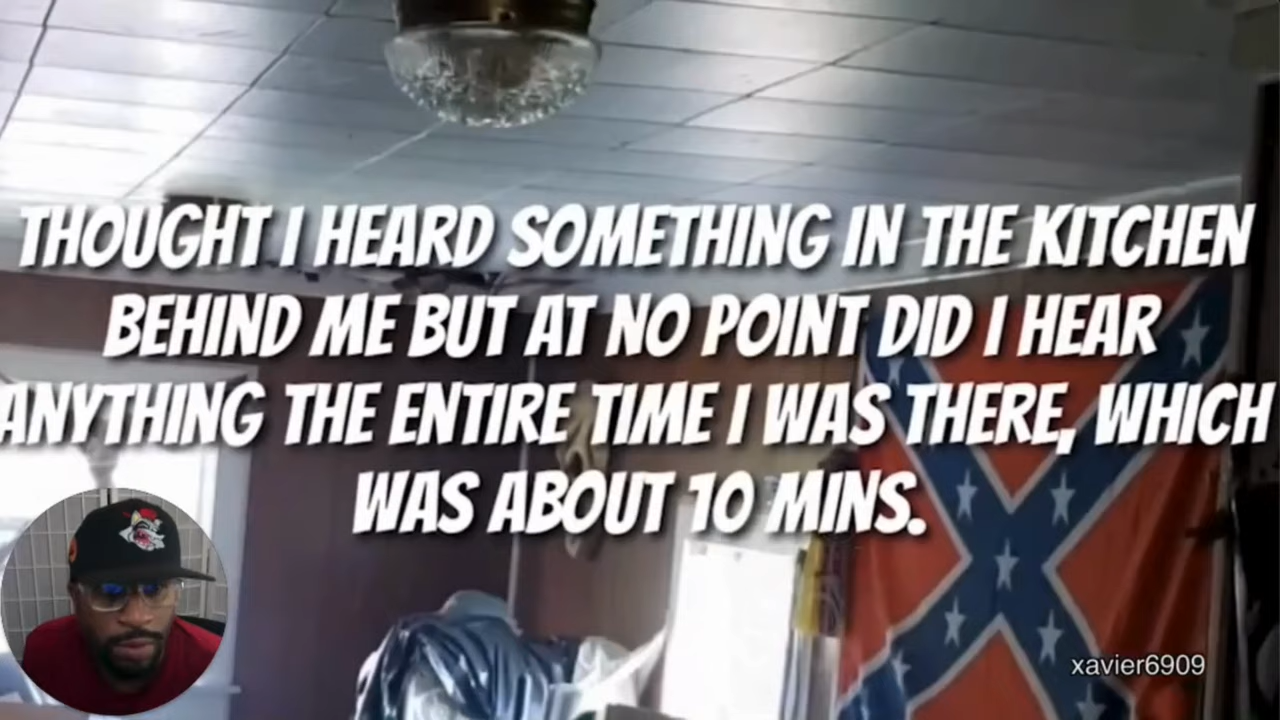 THOUGHT I HEARD SOMETHING IN THE KITCHEN
BEHIND ME BUT AT NO POINT DID I HEAR
ANYTHING THE ENTIRE TIME I WAS THERE, WHICH
WAS ABOUT 10 MINS.
xavier6909